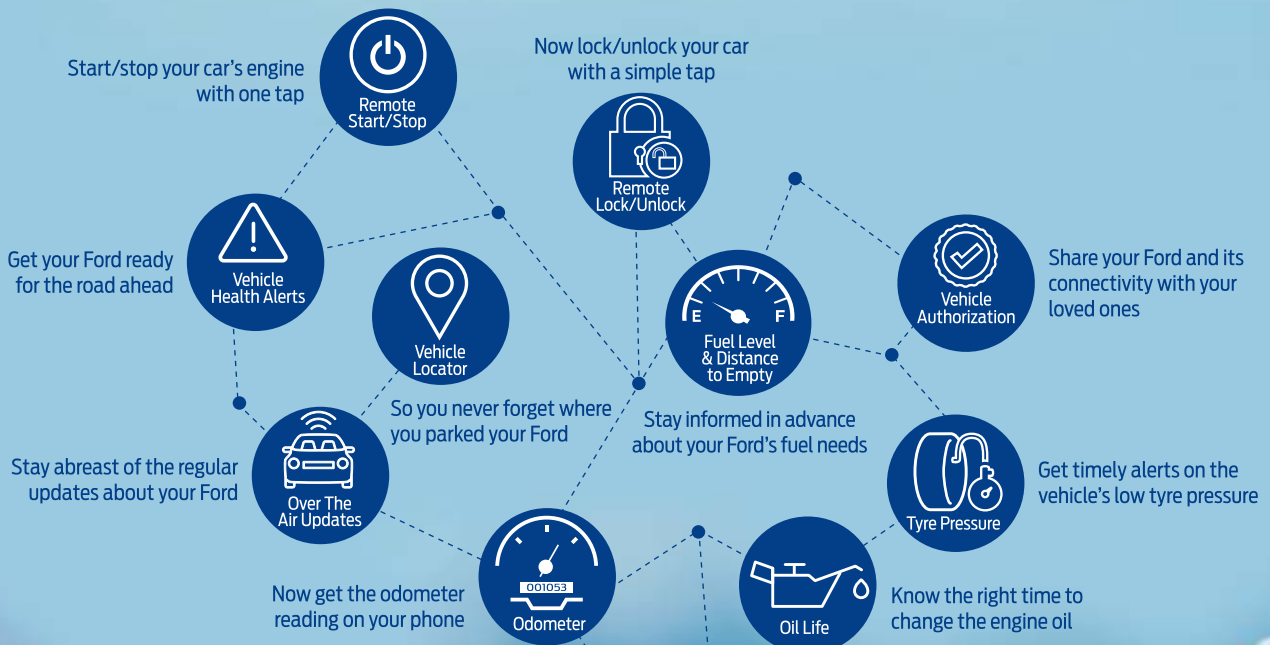 Start/stop your car's engine
with one tap
Remote
Start/Stop
Now lock/unlock your car
with a simple tap
Remote
Lock/Unlock
Get your Ford ready
for the road ahead
Vehicle
Health Alerts
Vehicle
Locator
So you never forget where
you parked your Ford
E F
Fuel Level
& Distance
to Empty
Stay informed in advance
about your Ford's fuel needs
Vehicle
Authorization
Share your Ford and its
connectivity with your
loved ones
Stay abreast of the regular
updates about your Ford
Over The
Air Updates
Tyre Pressure
Get timely alerts on the
vehicle's low tyre pressure
Now get the odometer
reading on your phone
001053
Odometer
Oil Life
Know the right time to
change the engine oil